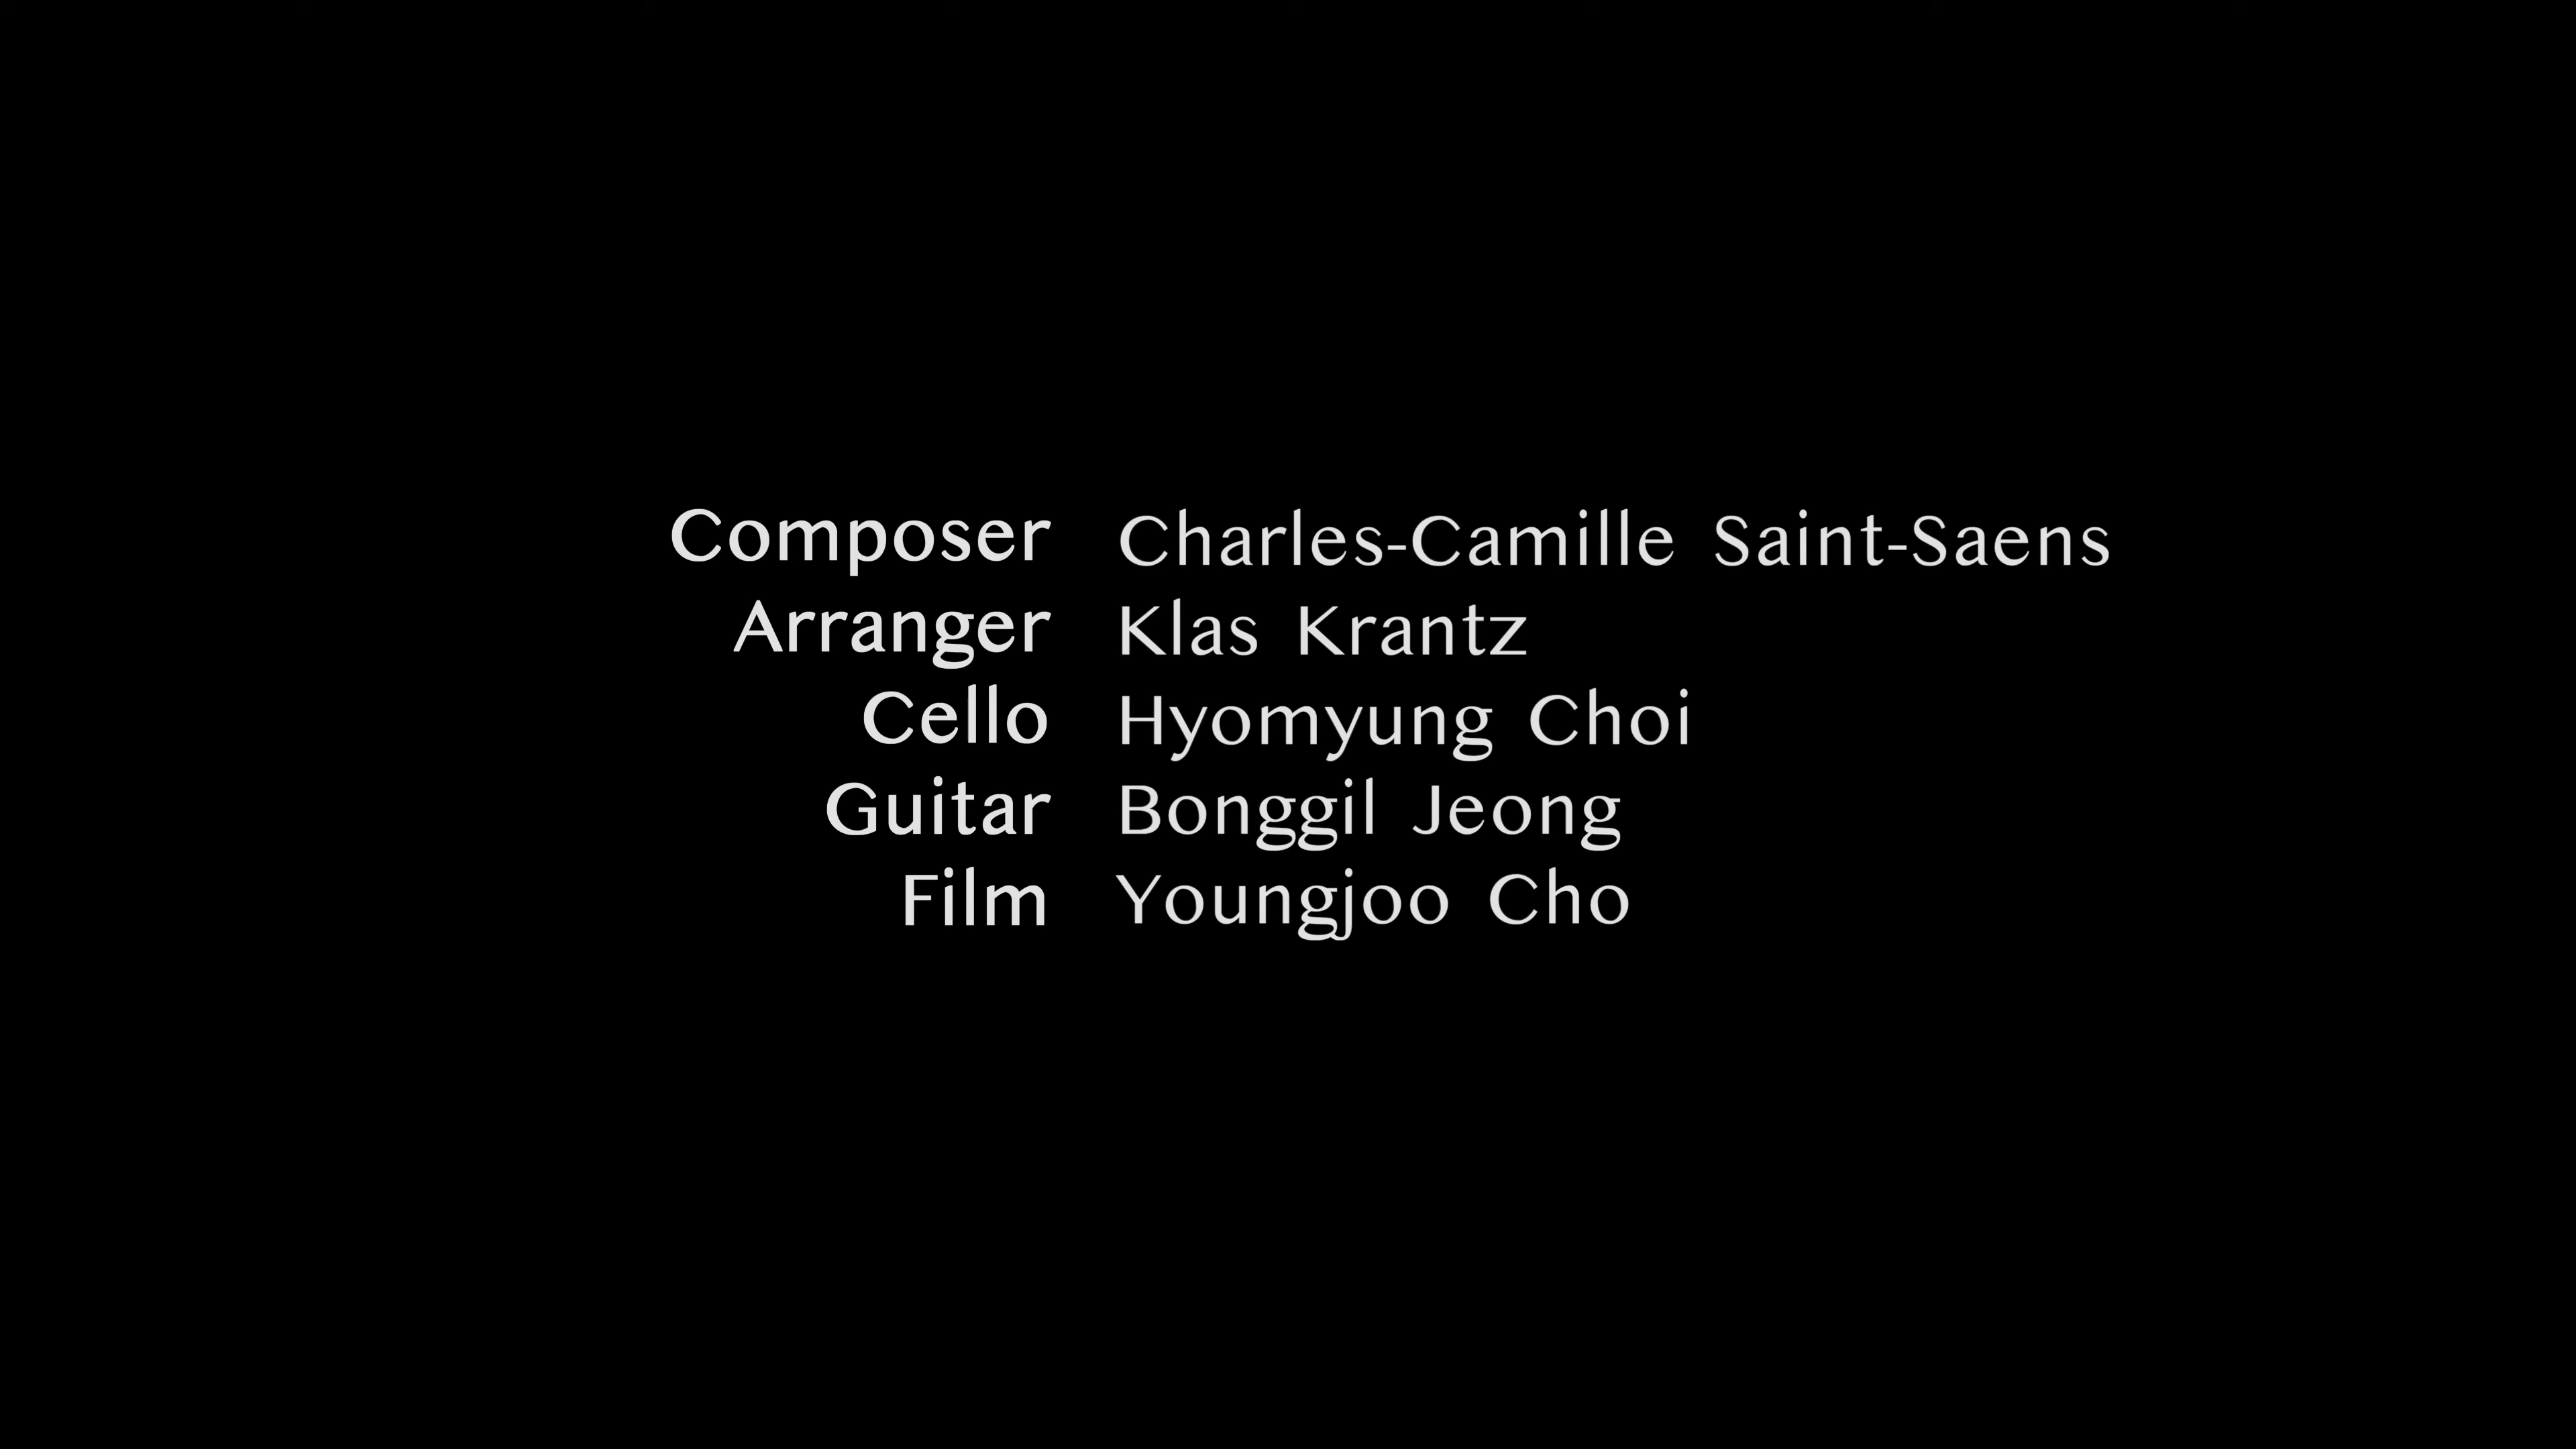 Composer Charles-Camille Saint-Saens
Arranger Klas Krantz
Cello Hyomyung Choi
Guitar Bonggil Jeong
Film Youngjoo Cho